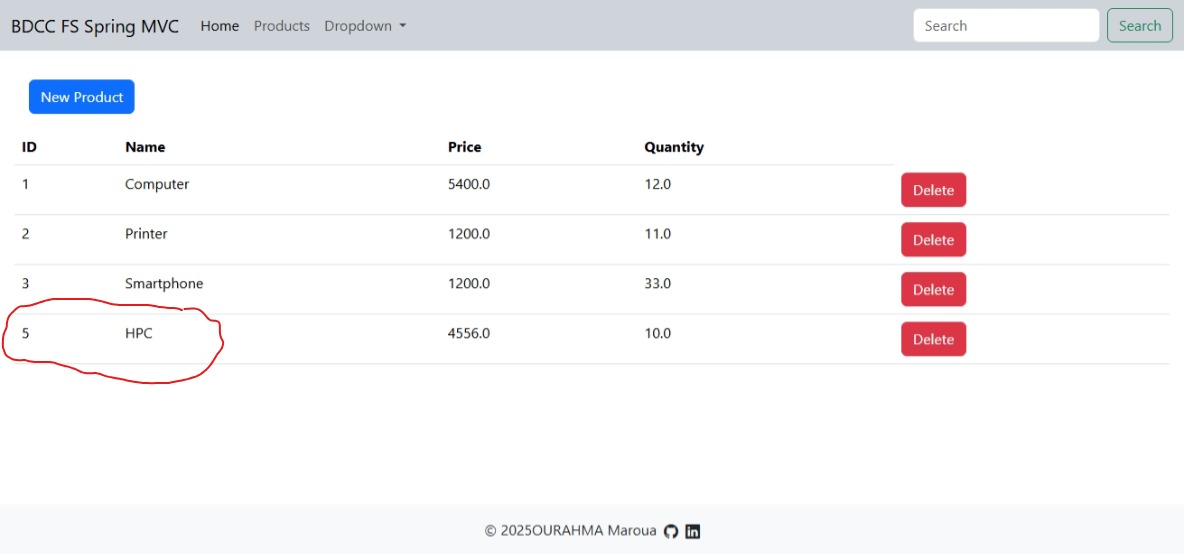 BDCC FS Spring MVC Home Products Dropdown Search Search
New Product
ID Name Price Quantity
1 Computer 5400.0 12.0 Delete
2 Printer 1200.0 11.0 Delete
3 Smartphone 1200.0 33.0 Delete
5 HPC 4556.0 10.0 Delete
© 2025OURAHMA Maroua in